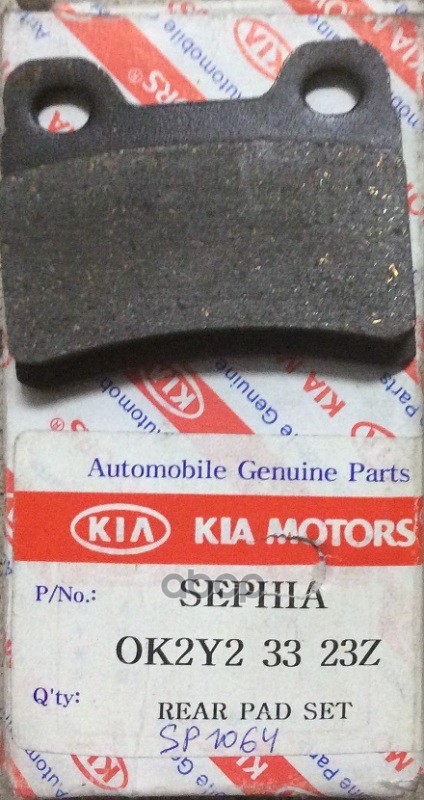 Automobile Genuine Parts
KIA KIA MOTORS
P/No.: SEPHIA
OK2Y2 33 23Z
Q'ty: REAR PAD SET
SP1064